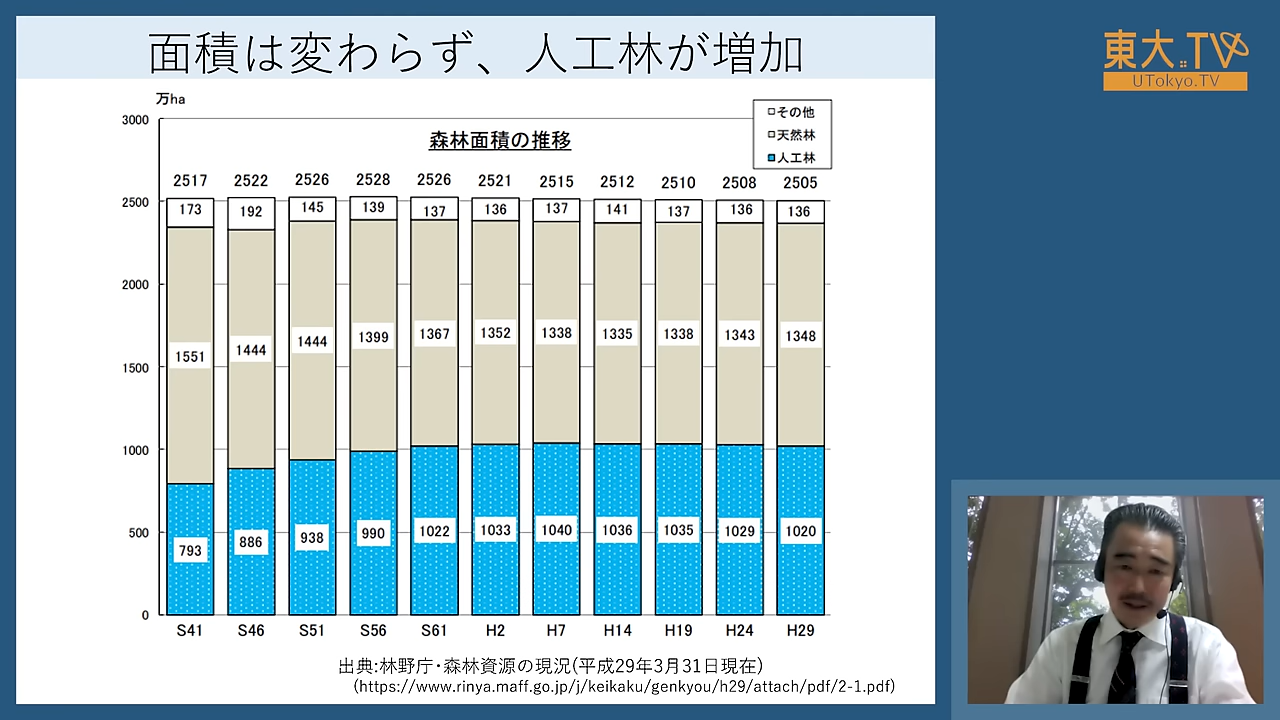 面積は変わらず、人工林が増加
東大.TV
UTokyo.TV
万ha
森林面積の推移
その他
天然林
人工林
3000
2500
2000
1500
1000
500
0
2517 2522 2526 2528 2526 2521 2515 2512 2510 2508 2505
173 192 145 139 137 136 137 141 137 136 136
1551 1444 1444 1399 1367 1352 1338 1335 1338 1343 1348
793 886 938 990 1022 1033 1040 1036 1035 1029 1020
S41 S46 S51 S56 S61 H2 H7 H14 H19 H24 H29
出典:林野庁・森林資源の現況(平成29年3月31日現在)
(https://www.rinya.maff.go.jp/j/keikaku/genkyou/h29/attach/pdf/2-1.pdf)